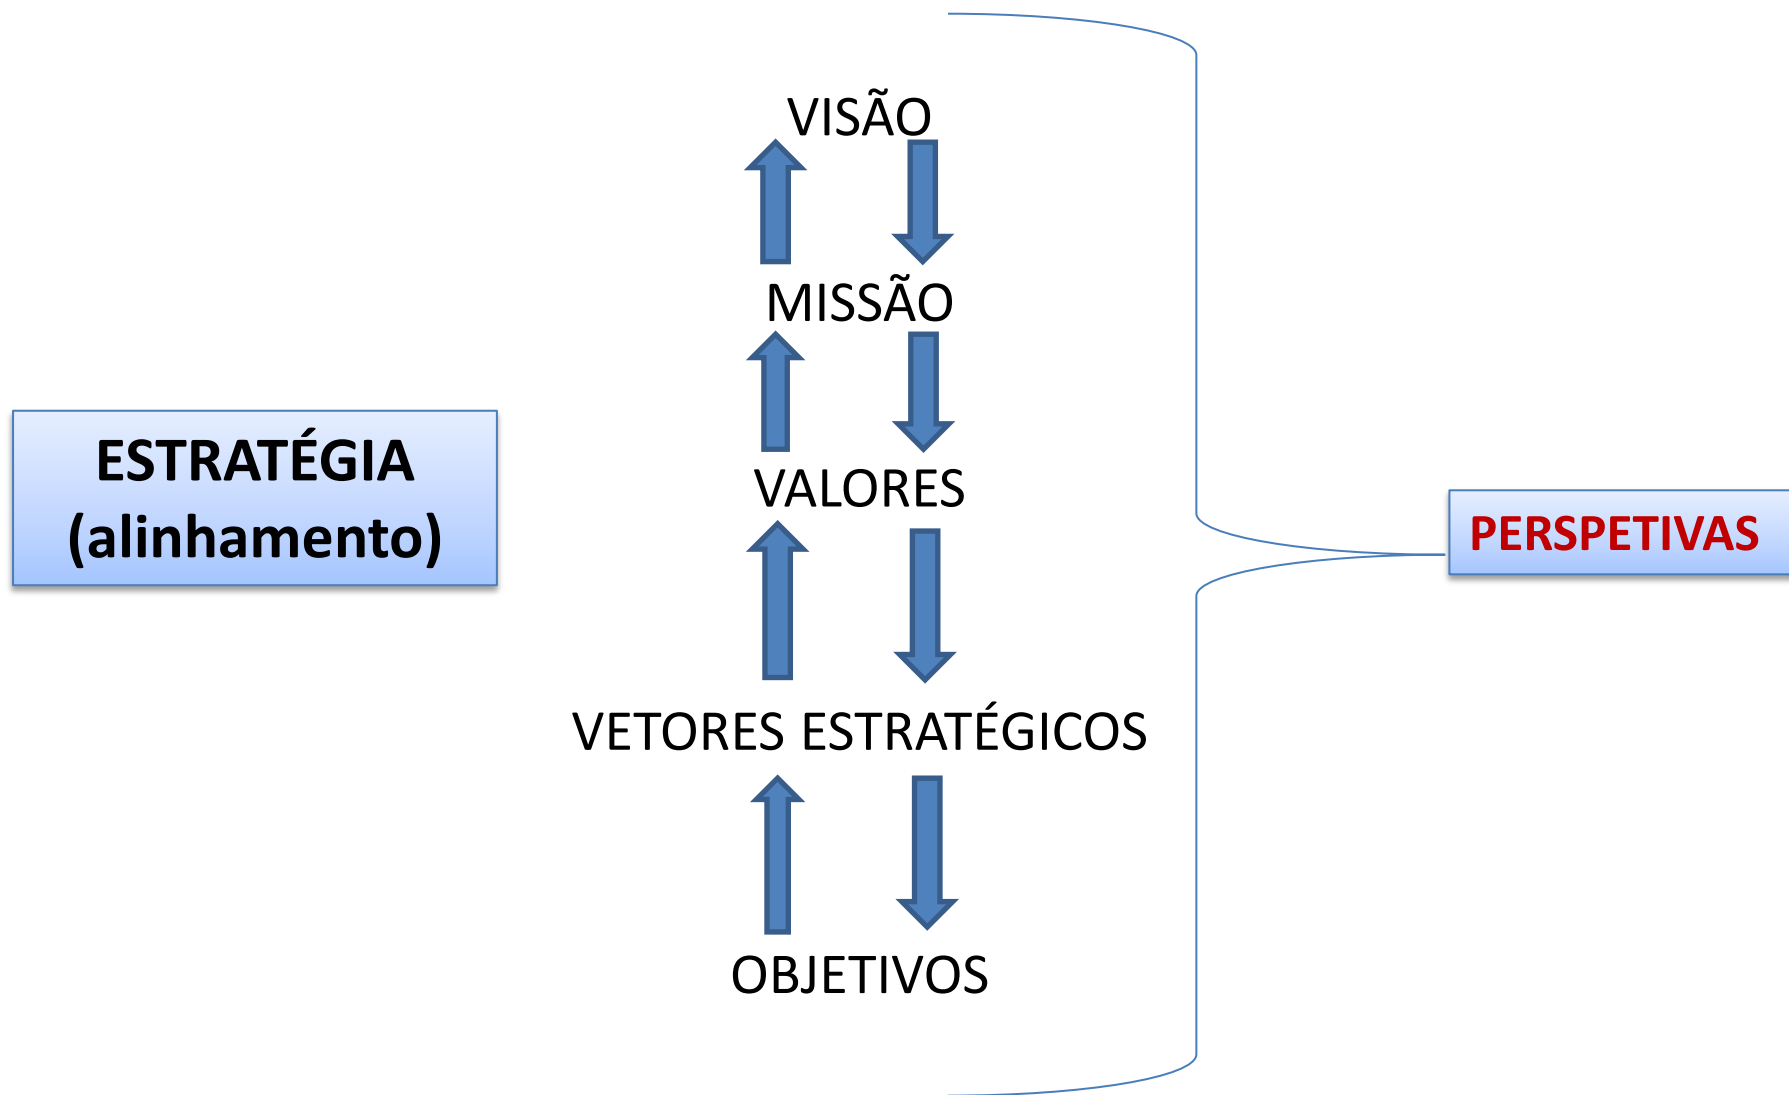 VISÃO
MISSÃO
VALORES
VETORES ESTRATÉGICOS
OBJETIVOS
ESTRATÉGIA
(alinhamento)
PERSPETIVAS